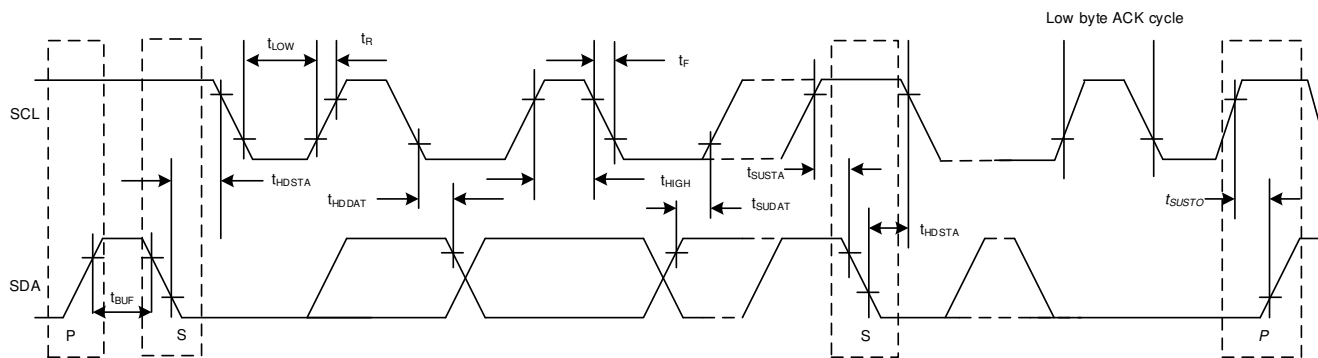 Low byte ACK cycle
tLOW
tR
tF
SCL
tHDSTA
tHDDAT
tHIGH
tSUDAT
tSUSTA
tHDSTA
tSUSTO
SDA
tBUF
P
S
S
P